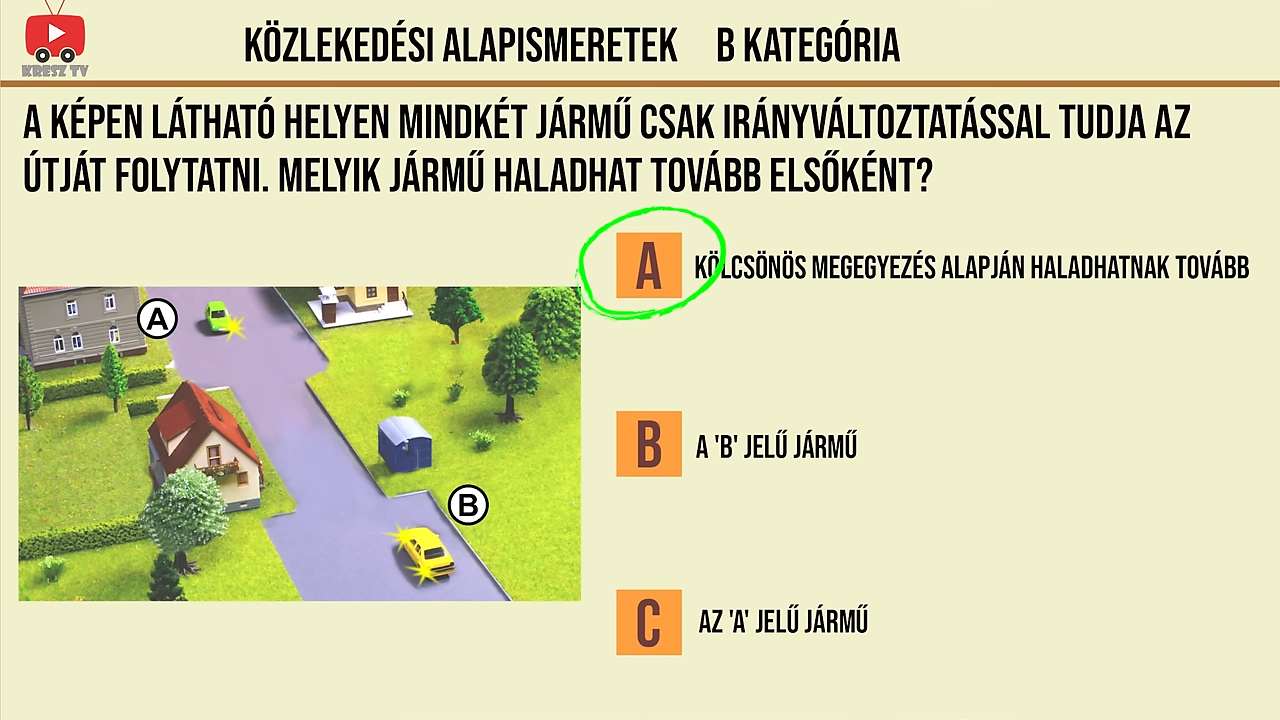 KRESZ TV
KÖZLEKEDÉSI ALAPISMERETEK B KATEGÓRIA
A KÉPEN LÁTHATÓ HELYEN MINDKÉT JÁRMŰ CSAK IRÁNYVÁLTOZTATÁSSAL TUDJA AZ
ÚTJÁT FOLYTATNI. MELYIK JÁRMŰ HALADHAT TOVÁBB ELSŐKÉNT?
A KÖLCSÖNÖS MEGEGYEZÉS ALAPJÁN HALADHATNAK TOVÁBB
A
B A 'B' JELŰ JÁRMŰ
B
C AZ 'A' JELŰ JÁRMŰ